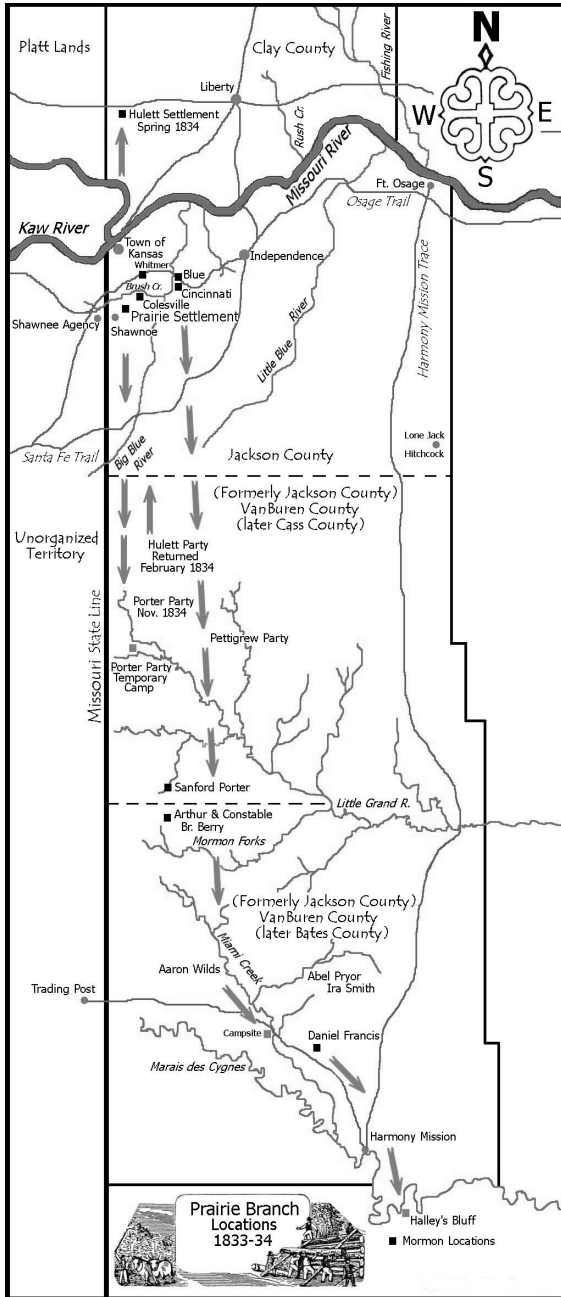 Platt Lands
Clay County
Fishing River
N
W
E
S
Liberty
Hulett Settlement
Spring 1834
Rush Cr.
Missouri River
Ft. Osage
Osage Trail
Kaw River
Town of
Kansas
Whitmer
Independence
Blue
Brush Cr.
Cincinnati
Colesville
Prairie Settlement
Shawnee Agency
Shawnoe
Little Blue River
Harmony Mission Trace
Lone Jack
Hitchcock
Santa Fe Trail
Big Blue
River
Jackson County
(Formerly Jackson County)
VanBuren County
(later Cass County)
Unorganized
Territory
Hulett Party
Returned
February 1834
Missouri State Line
Porter Party
Nov. 1834
Pettigrew Party
Porter Party
Temporary
Camp
Sanford Porter
Little Grand R.
Arthur & Constable
Br. Berry
Mormon Forks
(Formerly Jackson County)
VanBuren County
(later Bates County)
Miami Creek
Aaron Wilds
Abel Pryor
Ira Smith
Trading Post
Campsite
Daniel Francis
Marais des Cygnes
Harmony Mission
Halley's Bluff
Mormon Locations
Prairie Branch
Locations
1833-34